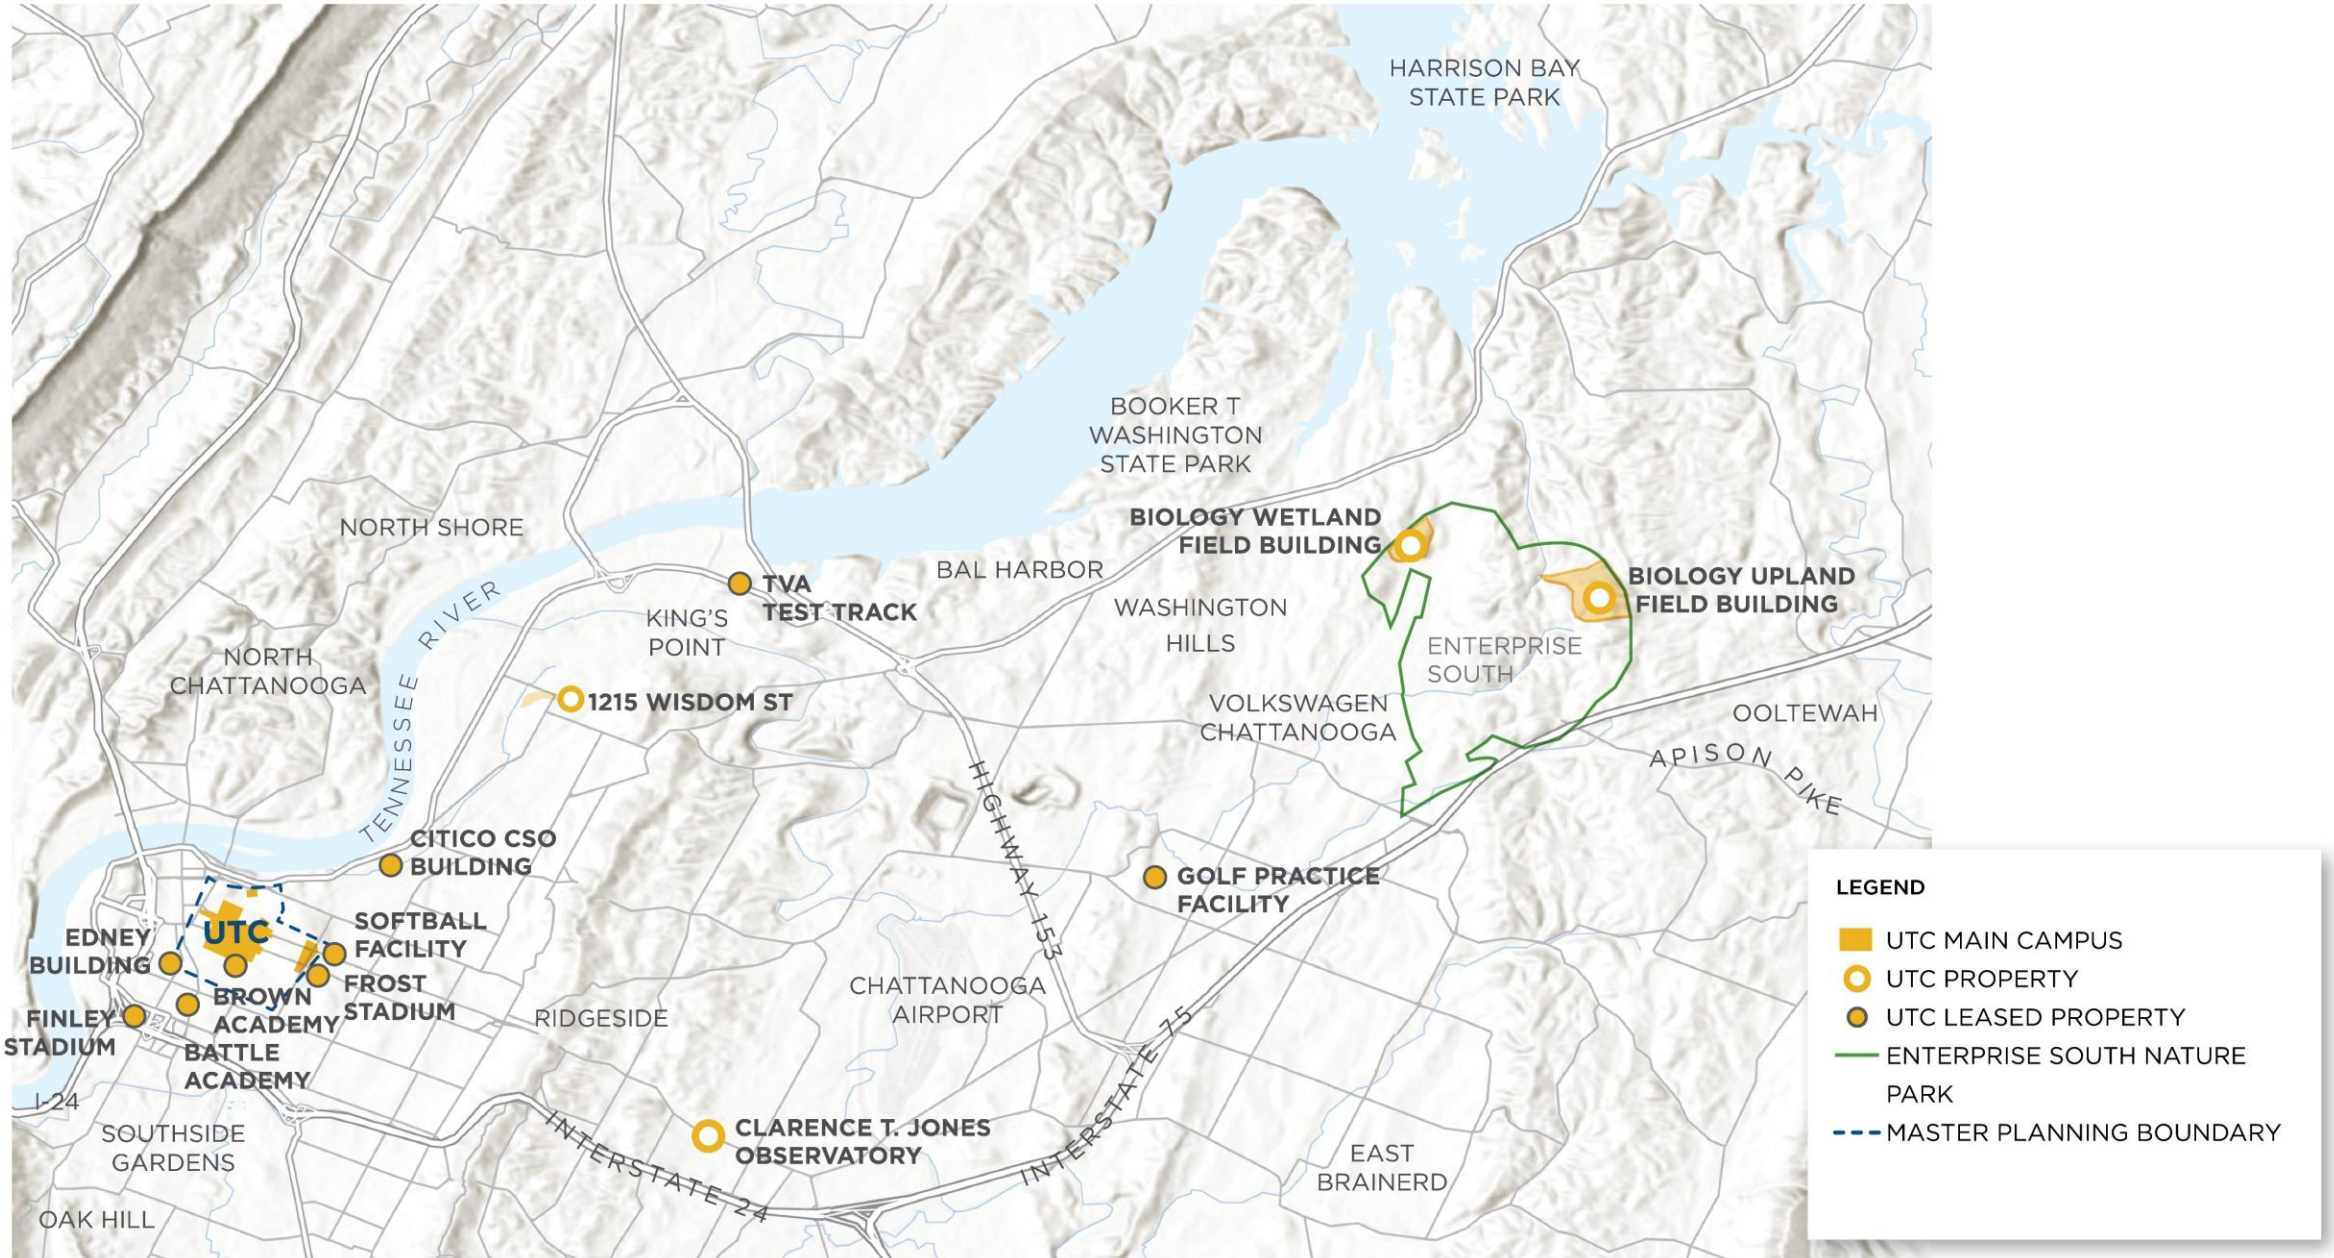 HARRISON BAY
STATE PARK
BOOKER T
WASHINGTON
STATE PARK
NORTH SHORE
BIOLOGY WETLAND
FIELD BUILDING
BAL HARBOR
TVA
TEST TRACK
BIOLOGY UPLAND
FIELD BUILDING
KING'S
POINT
WASHINGTON
HILLS
ENTERPRISE
SOUTH
TENNESSEE RIVER
NORTH
CHATTANOOGA
1215 WISDOM ST
VOLKSWAGEN
CHATTANOOGA
OOLTEWAH
APISON PIKE
HIGHWAY 153
CITICO CSO
BUILDING
GOLF PRACTICE
FACILITY
UTC
SOFTBALL
FACILITY
EDNEY
BUILDING
FROST
STADIUM
BROWN
ACADEMY
FINLEY
STADIUM
BATTLE
ACADEMY
RIDGESIDE
CHATTANOOGA
AIRPORT
I-24
SOUTHSIDE
GARDENS
OAK HILL
INTERSTATE 24
CLARENCE T. JONES
OBSERVATORY
INTERSTATE 75
EAST
BRAINERD
LEGEND
UTC MAIN CAMPUS
UTC PROPERTY
UTC LEASED PROPERTY
ENTERPRISE SOUTH NATURE
PARK
MASTER PLANNING BOUNDARY